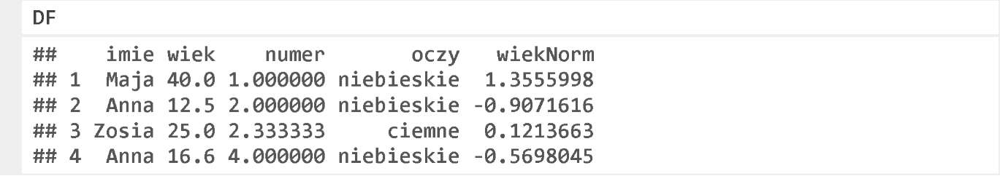 DF
##    imie wiek    numer       oczy   wiekNorm
## 1  Maja 40.0 1.000000 niebieskie  1.3555998
## 2  Anna 12.5 2.000000 niebieskie -0.9071616
## 3 Zosia 25.0 2.333333     ciemne  0.1213663
## 4  Anna 16.6 4.000000 niebieskie -0.5698045